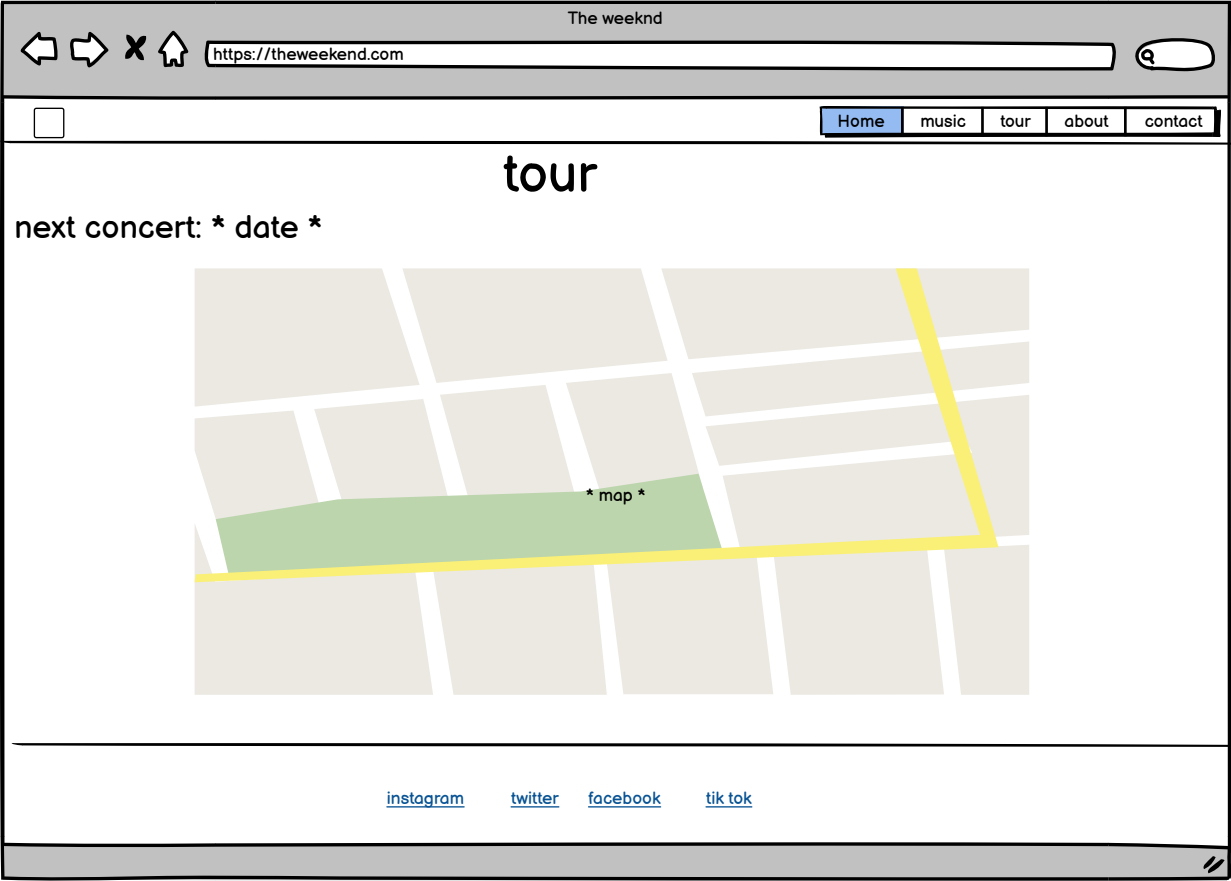 The weeknd
https://theweekend.com
Home music tour about contact
tour
next concert: * date *
* map *
instagram twitter facebook tik tok